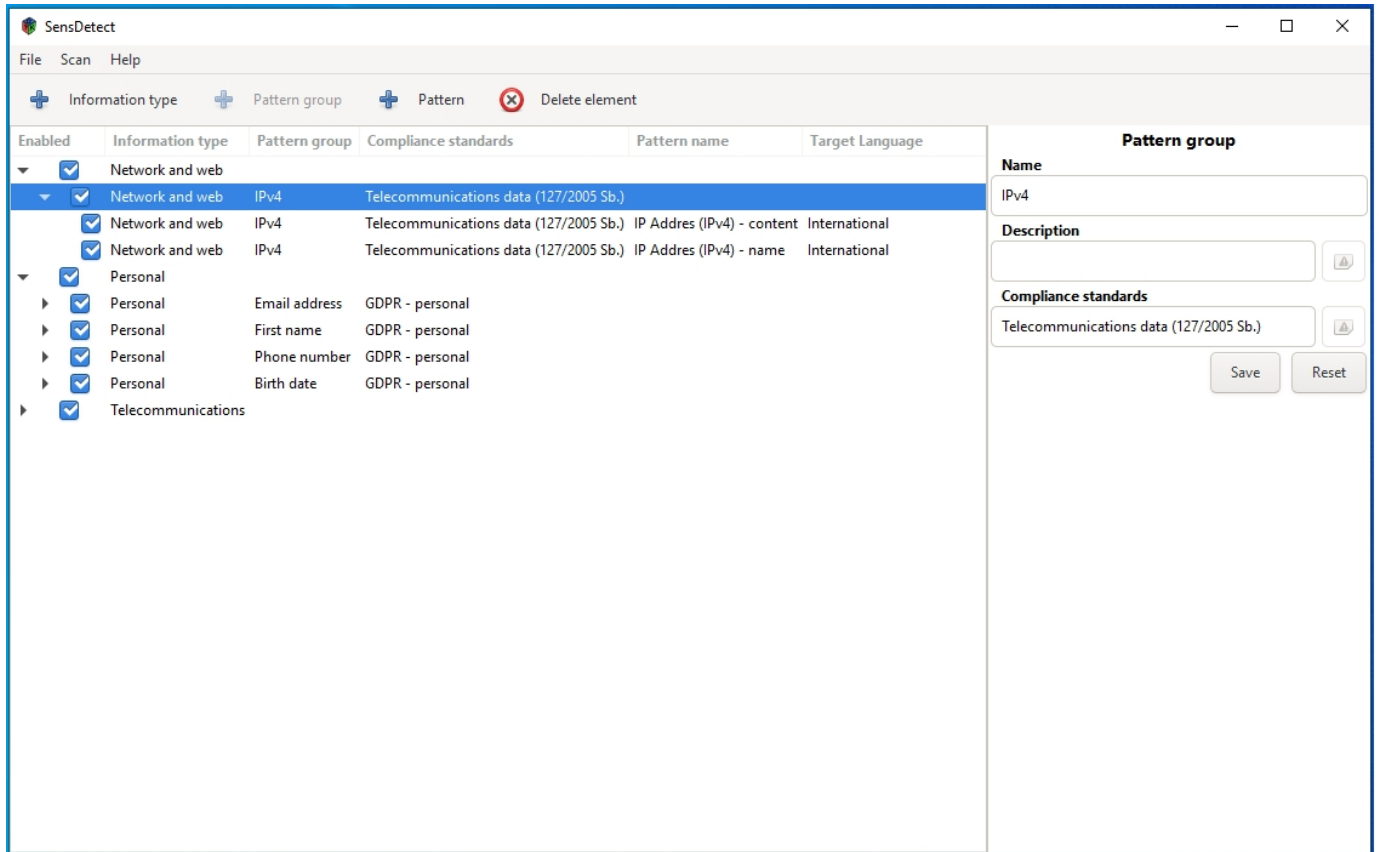 SensDetect
File Scan Help
Information type Pattern group Pattern Delete element
Enabled Information type Pattern group Compliance standards Pattern name Target Language
Network and web
Network and web IPv4 Telecommunications data (127/2005 Sb.)
Network and web IPv4 Telecommunications data (127/2005 Sb.) IP Addres (IPv4) - content International
Network and web IPv4 Telecommunications data (127/2005 Sb.) IP Addres (IPv4) - name International
Personal
Personal Email address GDPR - personal
Personal First name GDPR - personal
Personal Phone number GDPR - personal
Personal Birth date GDPR - personal
Telecommunications
Pattern group
Name
IPv4
Description
Compliance standards
Telecommunications data (127/2005 Sb.)
Save Reset